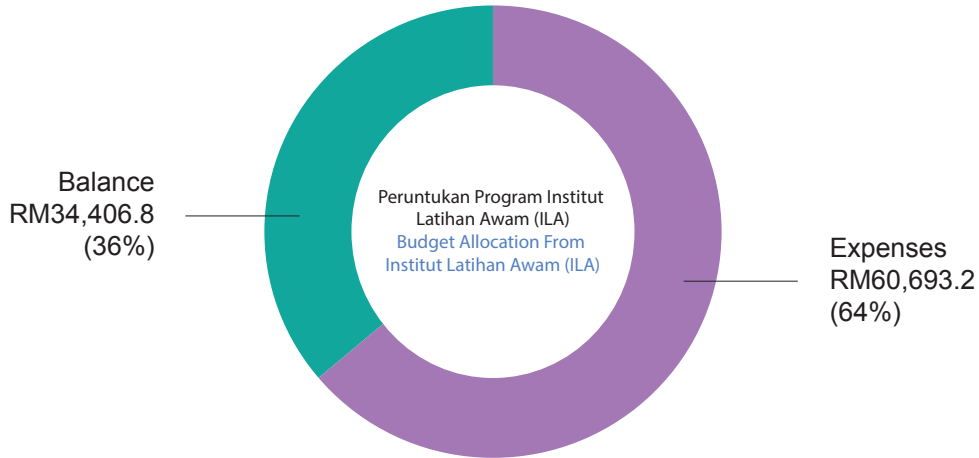 Balance
RM34,406.8
(36%)
Peruntukan Program Institut
Latihan Awam (ILA)
Budget Allocation From
Institut Latihan Awam (ILA)
Expenses
RM60,693.2
(64%)